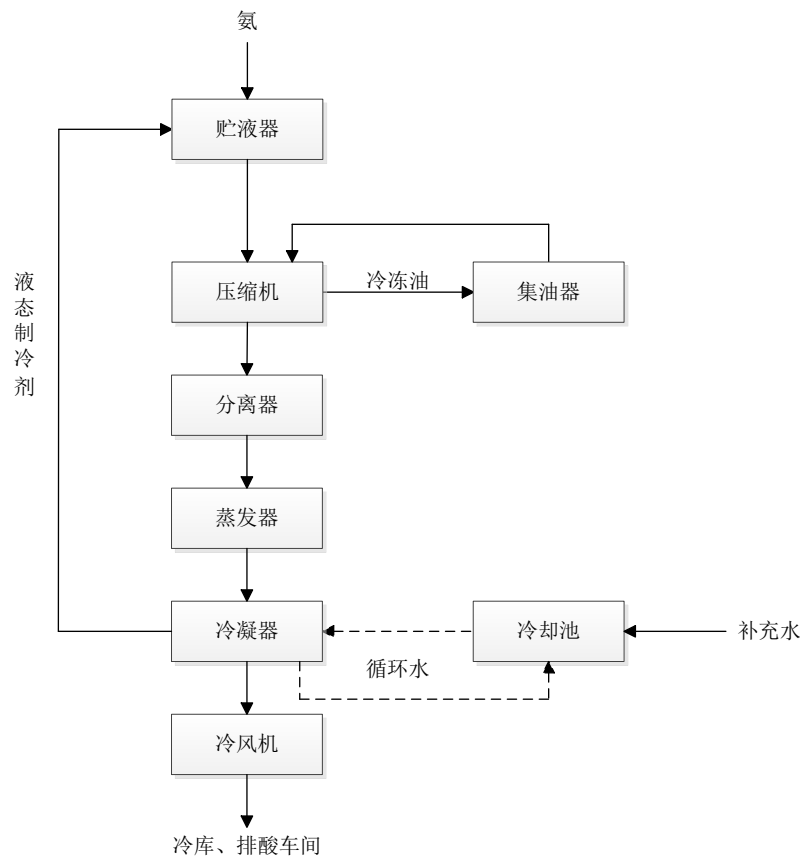 氨
贮液器
压缩机
冷冻油
集油器
液态制冷剂
分离器
蒸发器
冷凝器
冷却池
补充水
循环水
冷风机
冷库、排酸车间